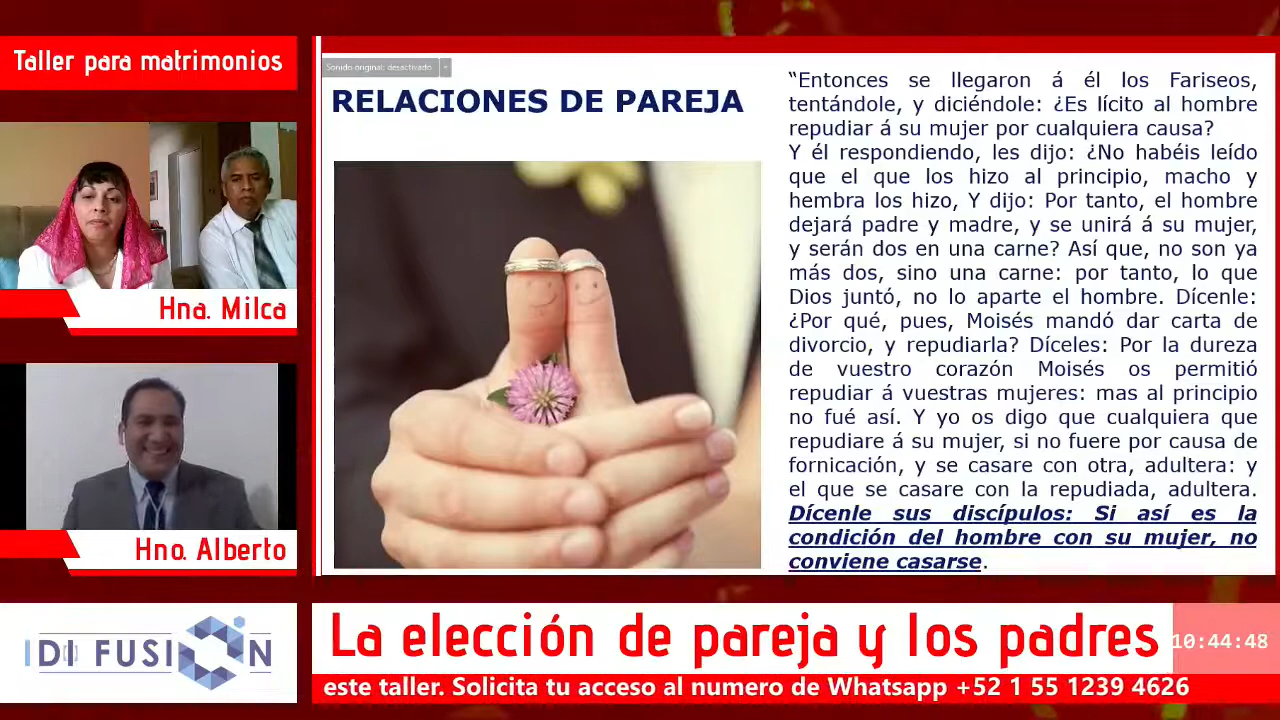 Taller para matrimonios
Hna. Milca
Hno. Alberto
IDI FUSIÓN
Sonido original: desactivado
RELACIONES DE PAREJA
“Entonces se llegaron á él los Fariseos,
tentándole, y diciéndole: ¿Es lícito al hombre
repudiar á su mujer por cualquiera causa?
Y él respondiendo, les dijo: ¿No habéis leído
que el que los hizo al principio, macho y
hembra los hizo, Y dijo: Por tanto, el hombre
dejará padre y madre, y se unirá á su mujer,
y serán dos en una carne? Así que, no son ya
más dos, sino una carne: por tanto, lo que
Dios juntó, no lo aparte el hombre. Dícenle:
¿Por qué, pues, Moisés mandó dar carta de
divorcio, y repudiarla? Díceles: Por la dureza
de vuestro corazón Moisés os permitió
repudiar á vuestras mujeres: mas al principio
no fué así. Y yo os digo que cualquiera que
repudiare á su mujer, si no fuere por causa de
fornicación, y se casare con otra, adultera: y
el que se casare con la repudiada, adultera.
Dícenle sus discípulos: Si así es la
condición del hombre con su mujer, no
conviene casarse.
La elección de pareja y los padres
10:44:48
este taller. Solicita tu acceso al numero de Whatsapp +52 1 55 1239 4626